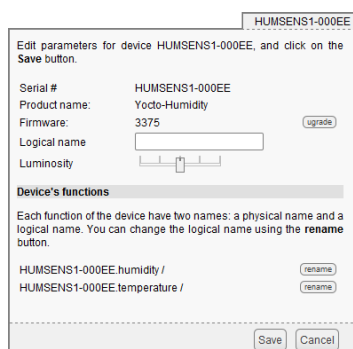 HUMSENS1-000EE
Edit parameters for device HUMSENS1-000EE, and click on the
Save button.
Serial # HUMSENS1-000EE
Product name: Yocto-Humidity
Firmware: 3375 ugrade
Logical name
Luminosity
Device's functions
Each function of the device have two names: a physical name and a
logical name. You can change the logical name using the rename
button.
HUMSENS1-000EE.humidity / rename
HUMSENS1-000EE.temperature / rename
Save Cancel